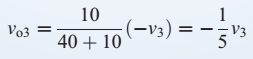 v_{o3} = \frac{10}{40 + 10}(-v_3) = -\frac{1}{5}v_3